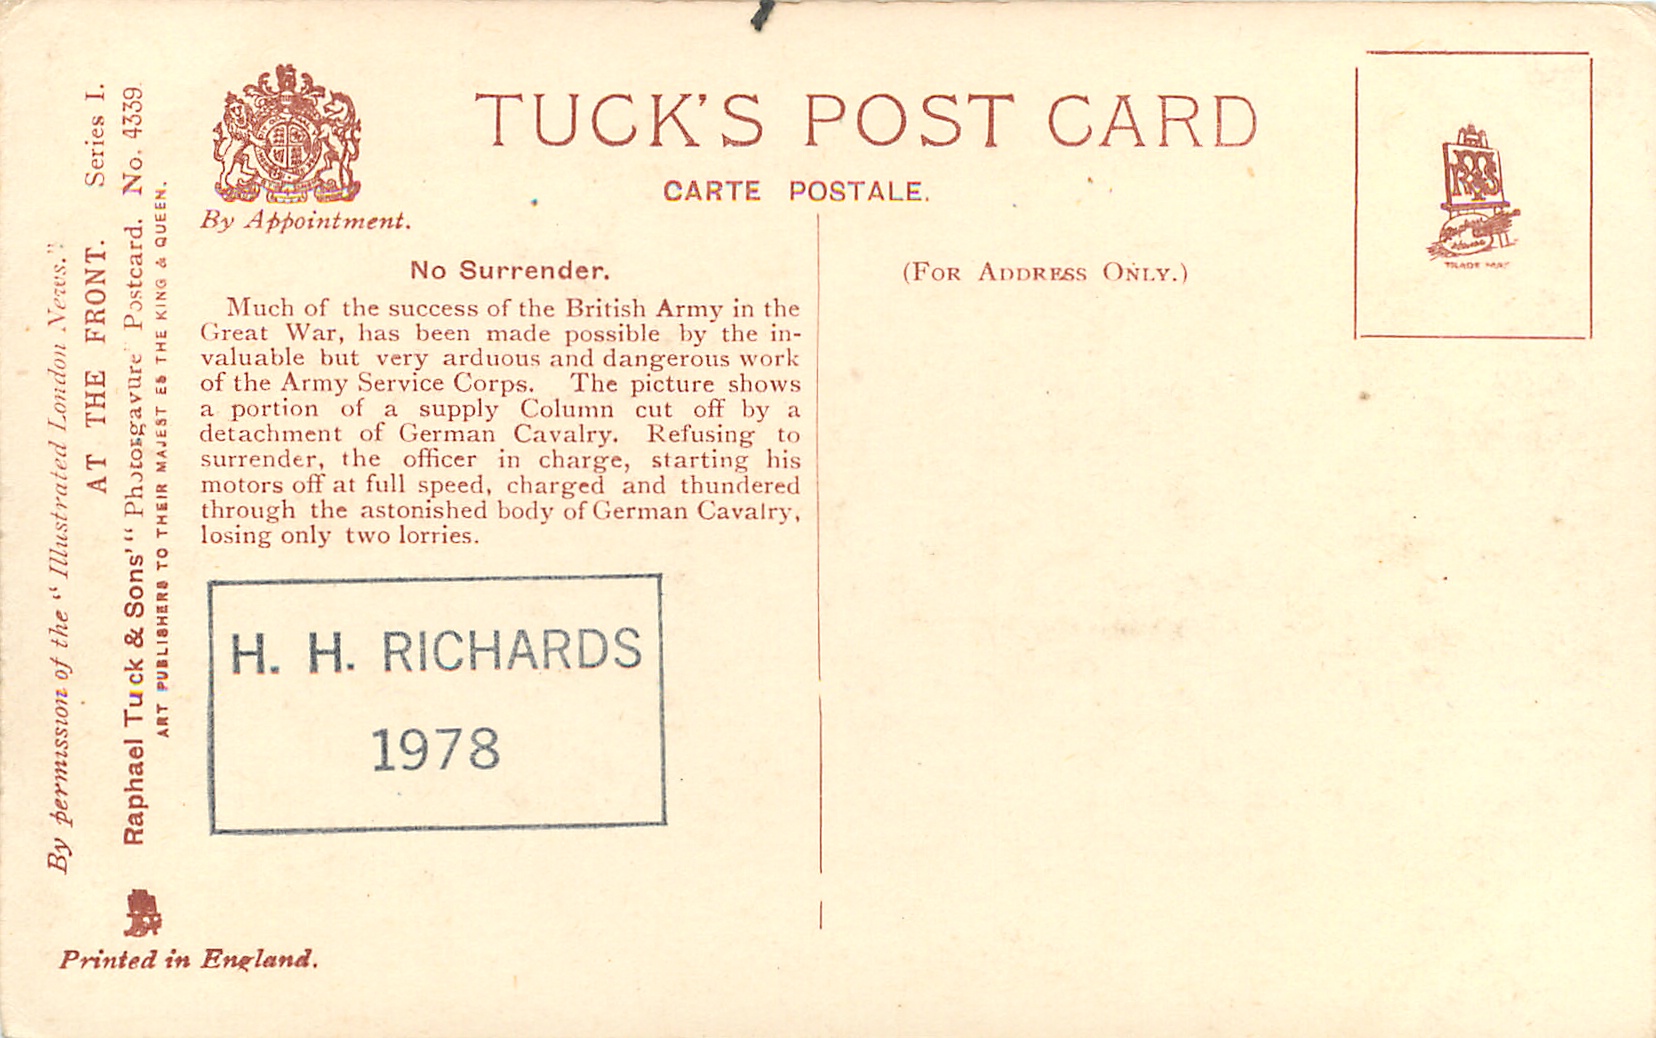 TUCK'S POST CARD
CARTE POSTALE.
By Appointment.
(FOR ADDRESS ONLY.)
No Surrender.
Much of the success of the British Army in the
Great War, has been made possible by the in-
valuable but very arduous and dangerous work
of the Army Service Corps. The picture shows
a portion of a supply Column cut off by a
detachment of German Cavalry. Refusing to
surrender, the officer in charge, starting his
motors off at full speed, charged and thundered
through the astonished body of German Cavalry,
losing only two lorries.
H. H. RICHARDS
1978
By permission of the "Illustrated London News."
AT THE FRONT. Series I.
Raphael Tuck & Sons' "Photogravure" Postcard. No. 4339.
ART PUBLISHERS TO THEIR MAJESTIES THE KING & QUEEN.
Printed in England.
R T & S
Raphael
House
TRADE MARK